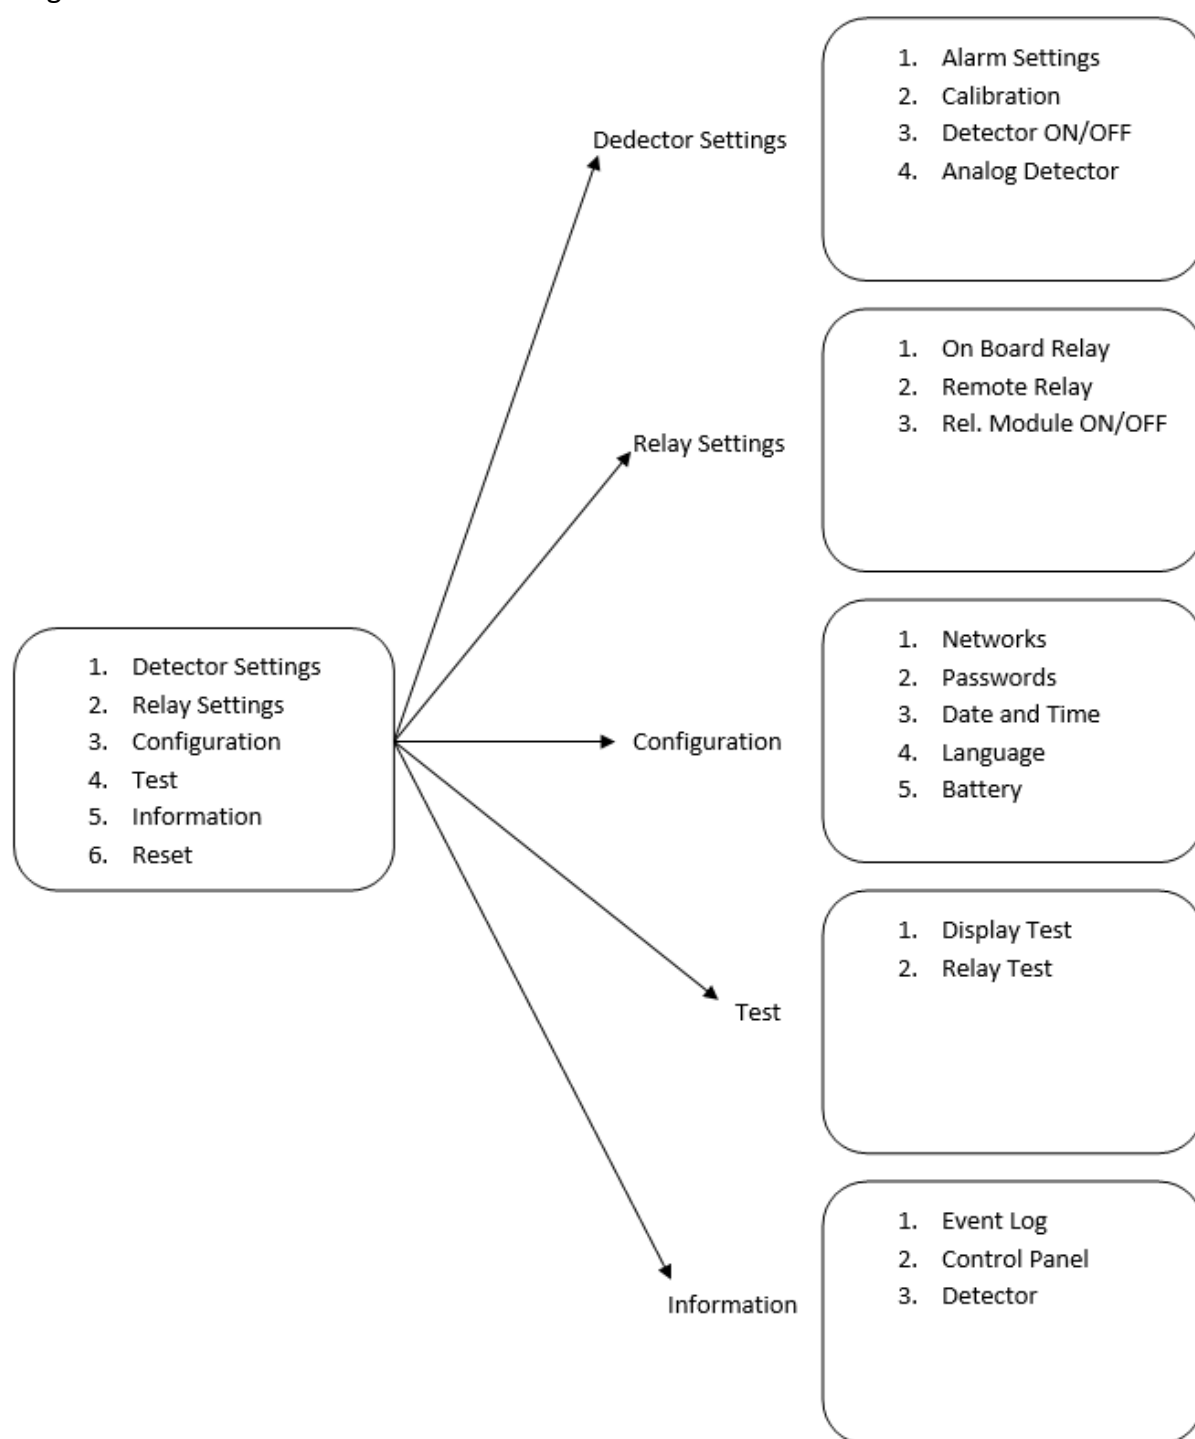 Dedector Settings
1. Alarm Settings
2. Calibration
3. Detector ON/OFF
4. Analog Detector
Relay Settings
1. On Board Relay
2. Remote Relay
3. Rel. Module ON/OFF
1. Detector Settings
2. Relay Settings
3. Configuration
4. Test
5. Information
6. Reset
Configuration
1. Networks
2. Passwords
3. Date and Time
4. Language
5. Battery
Test
1. Display Test
2. Relay Test
Information
1. Event Log
2. Control Panel
3. Detector